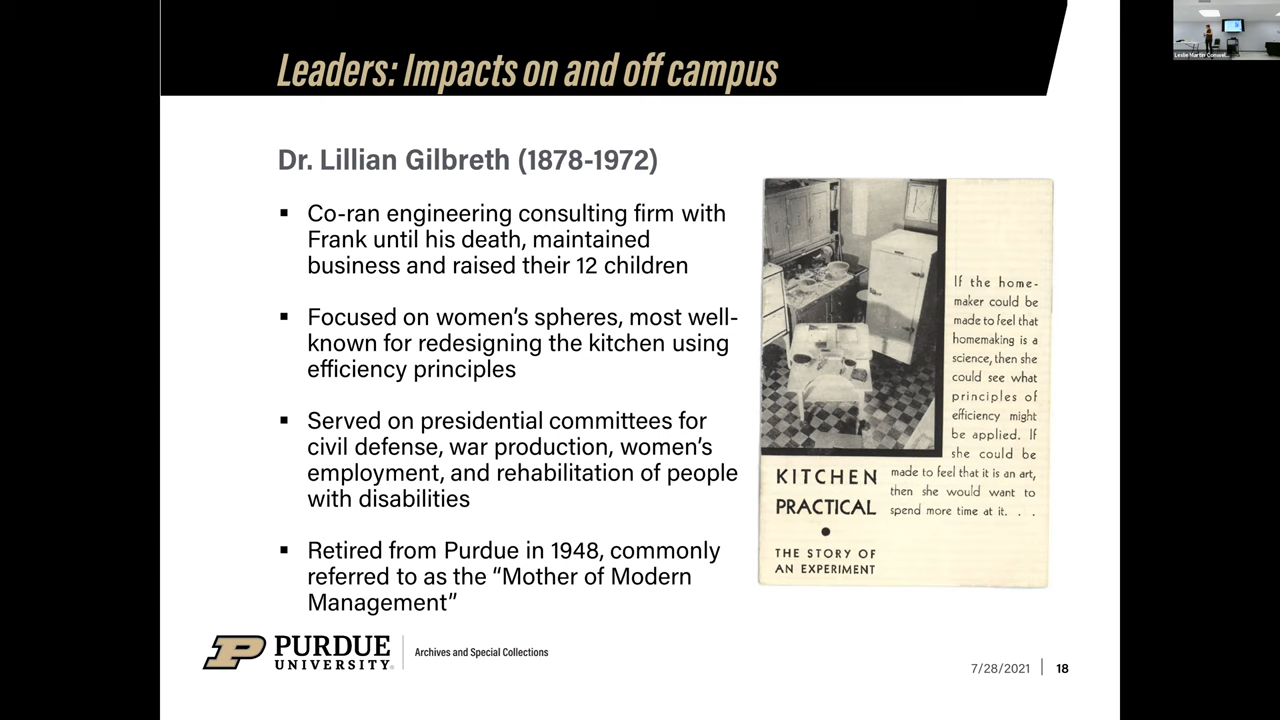 Leaders: Impacts on and off campus
Dr. Lillian Gilbreth (1878-1972)
▪ Co-ran engineering consulting firm with
Frank until his death, maintained
business and raised their 12 children
▪ Focused on women’s spheres, most well-
known for redesigning the kitchen using
efficiency principles
▪ Served on presidential committees for
civil defense, war production, women’s
employment, and rehabilitation of people
with disabilities
▪ Retired from Purdue in 1948, commonly
referred to as the “Mother of Modern
Management”
If the home-
maker could be
made to feel that
homemaking is a
science, then she
could see what
principles of
efficiency might
be applied. If
she could be
made to feel that it is an art,
then she would want to
spend more time at it. . .
KITCHEN
PRACTICAL
●
THE STORY OF
AN EXPERIMENT
P PURDUE
UNIVERSITY®
Archives and Special Collections
7/28/2021 | 18
Leslie Martin Conwel...